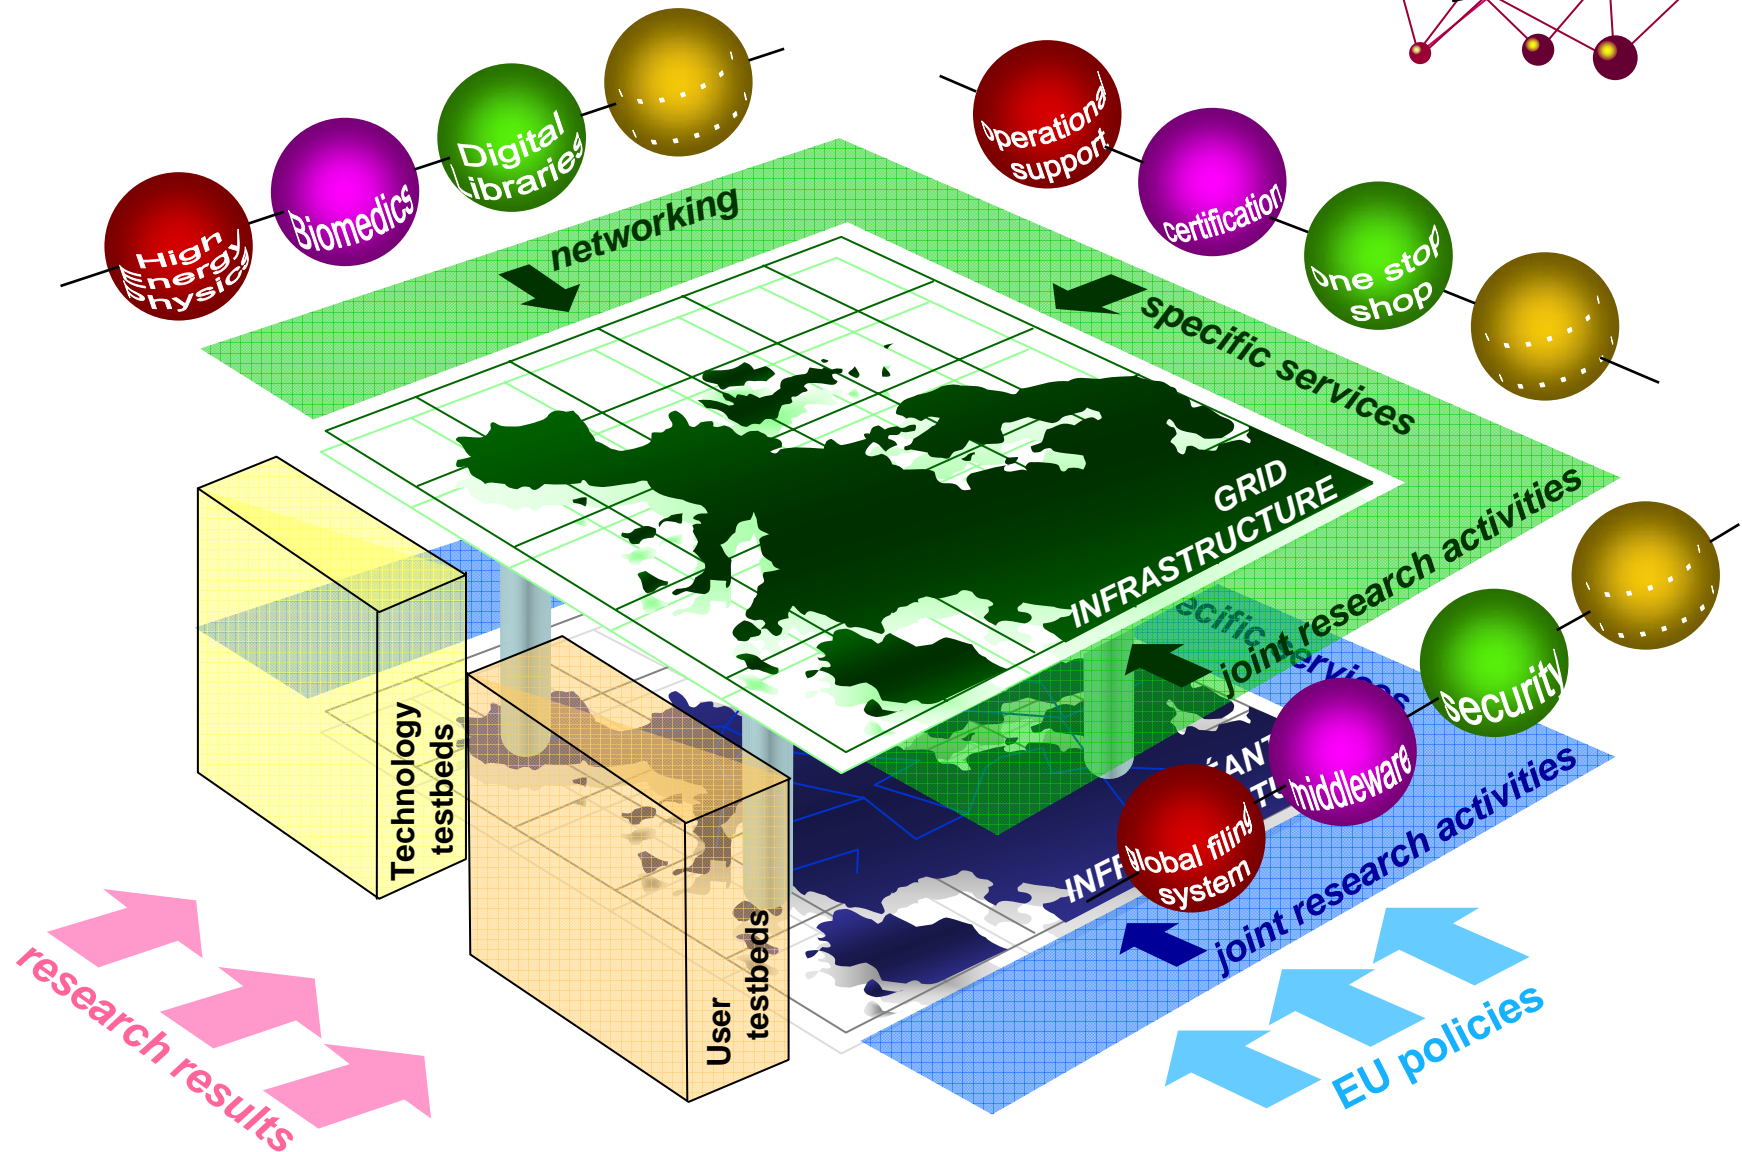 High
Energy
Physics
Biomedics
Digital
Libraries
Operational
support
certification
One stop
shop
networking
specific services
GRID
INFRASTRUCTURE
joint research activities
security
middleware
Global filing
system
joint research activities
Technology
testbeds
User
testbeds
research results
EU policies